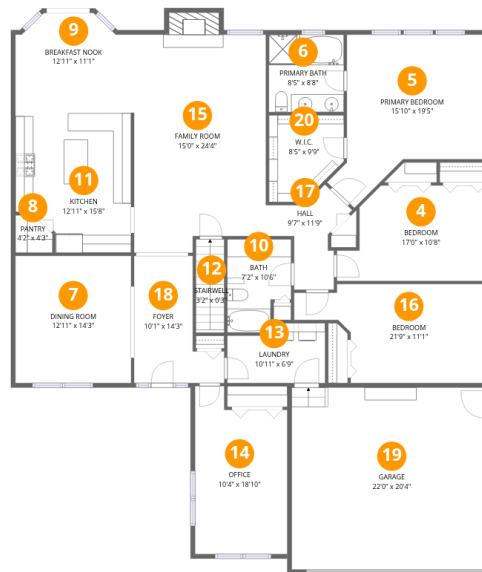 9
BREAKFAST NOOK
12'11" x 11'1"
6
PRIMARY BATH
8'5" x 8'8"
5
PRIMARY BEDROOM
15'10" x 19'5"
15
FAMILY ROOM
15'0" x 24'4"
20
W.I.C.
8'5" x 9'9"
11
KITCHEN
12'11" x 15'8"
17
HALL
9'7" x 11'9"
8
PANTRY
4'2" x 4'3"
4
BEDROOM
17'0" x 10'8"
10
BATH
7'2" x 10'6"
12
STAIRWELL
3'2" x 0'3"
7
DINING ROOM
12'11" x 14'3"
18
FOYER
10'1" x 14'3"
16
BEDROOM
21'9" x 11'1"
13
LAUNDRY
10'11" x 6'9"
14
OFFICE
10'4" x 18'10"
19
GARAGE
22'0" x 20'4"